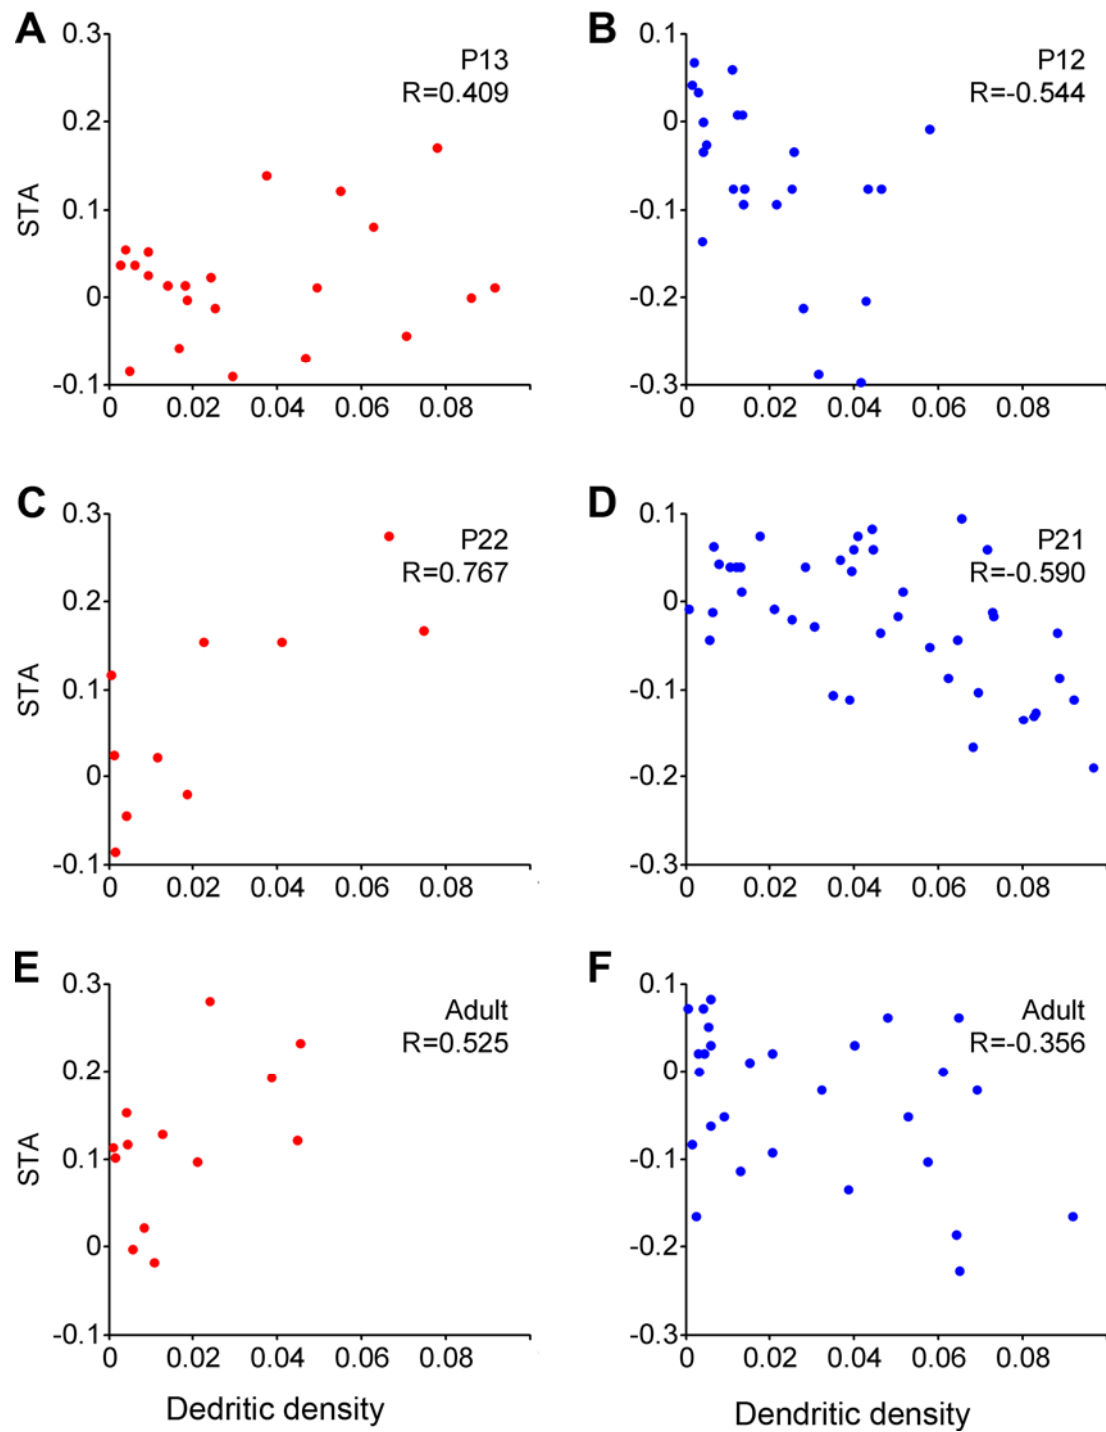 A
0.3
P13
R=0.409
0.2
STA
0.1
0
-0.1
0 0.02 0.04 0.06 0.08
B
0.1
P12
R=-0.544
0
-0.1
-0.2
-0.3
0 0.02 0.04 0.06 0.08
C
0.3
P22
R=0.767
0.2
STA
0.1
0
-0.1
0 0.02 0.04 0.06 0.08
D
0.1
P21
R=-0.590
0
-0.1
-0.2
-0.3
0 0.02 0.04 0.06 0.08
E
0.3
Adult
R=0.525
0.2
STA
0.1
0
-0.1
0 0.02 0.04 0.06 0.08
Dedritic density
F
0.1
Adult
R=-0.356
0
-0.1
-0.2
-0.3
0 0.02 0.04 0.06 0.08
Dendritic density